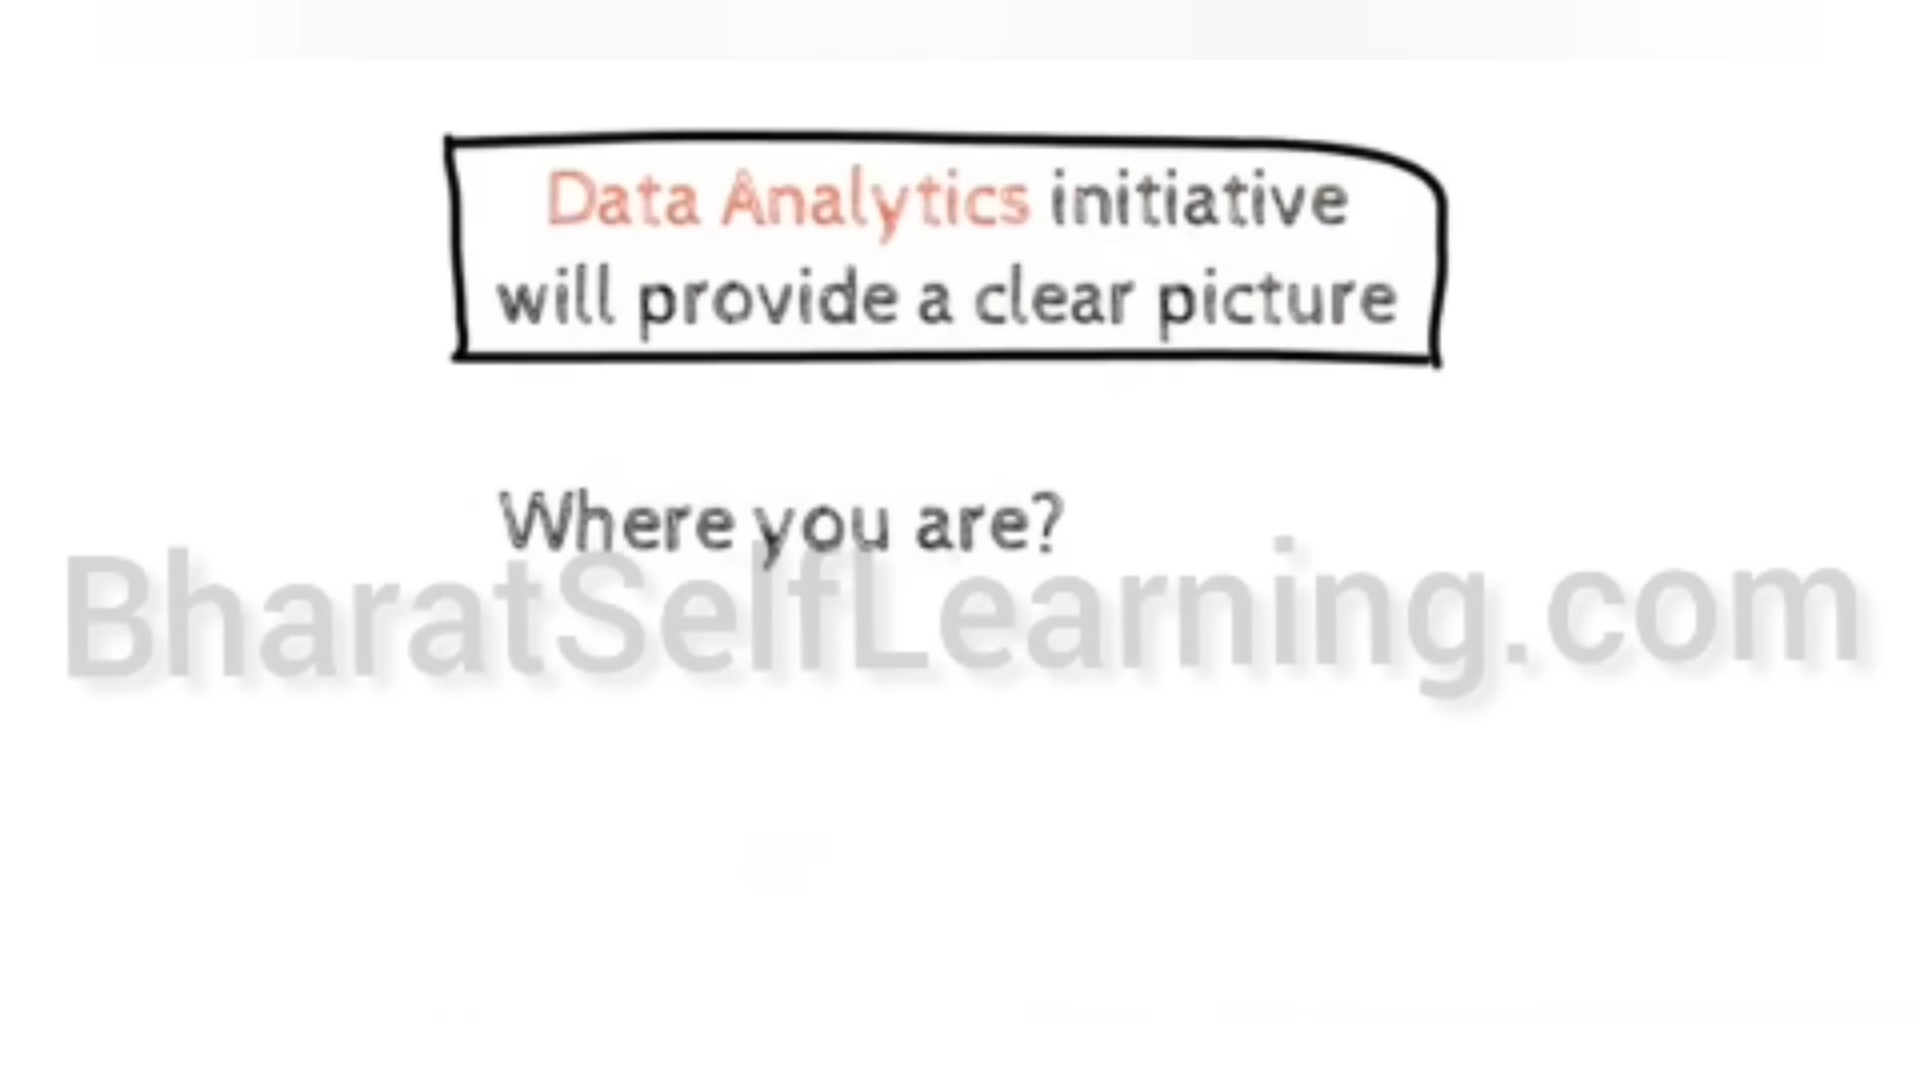 Data Analytics initiative
will provide a clear picture
Where you are?
BharatSelfLearning.com